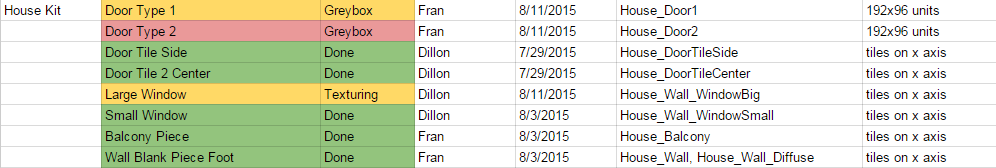 House Kit Door Type 1 Greybox Fran 8/11/2015 House_Door1 192x96 units
Door Type 2 Greybox Fran 8/11/2015 House_Door2 192x96 units
Door Tile Side Done Dillon 7/29/2015 House_DoorTileSide tiles on x axis
Door Tile 2 Center Done Dillon 7/29/2015 House_DoorTileCenter tiles on x axis
Large Window Texturing Dillon 8/11/2015 House_Wall_WindowBig tiles on x axis
Small Window Done Dillon 8/3/2015 House_Wall_WindowSmall tiles on x axis
Balcony Piece Done Fran 8/3/2015 House_Balcony tiles on x axis
Wall Blank Piece Foot Done Fran 8/3/2015 House_Wall, House_Wall_Diffuse tiles on x axis